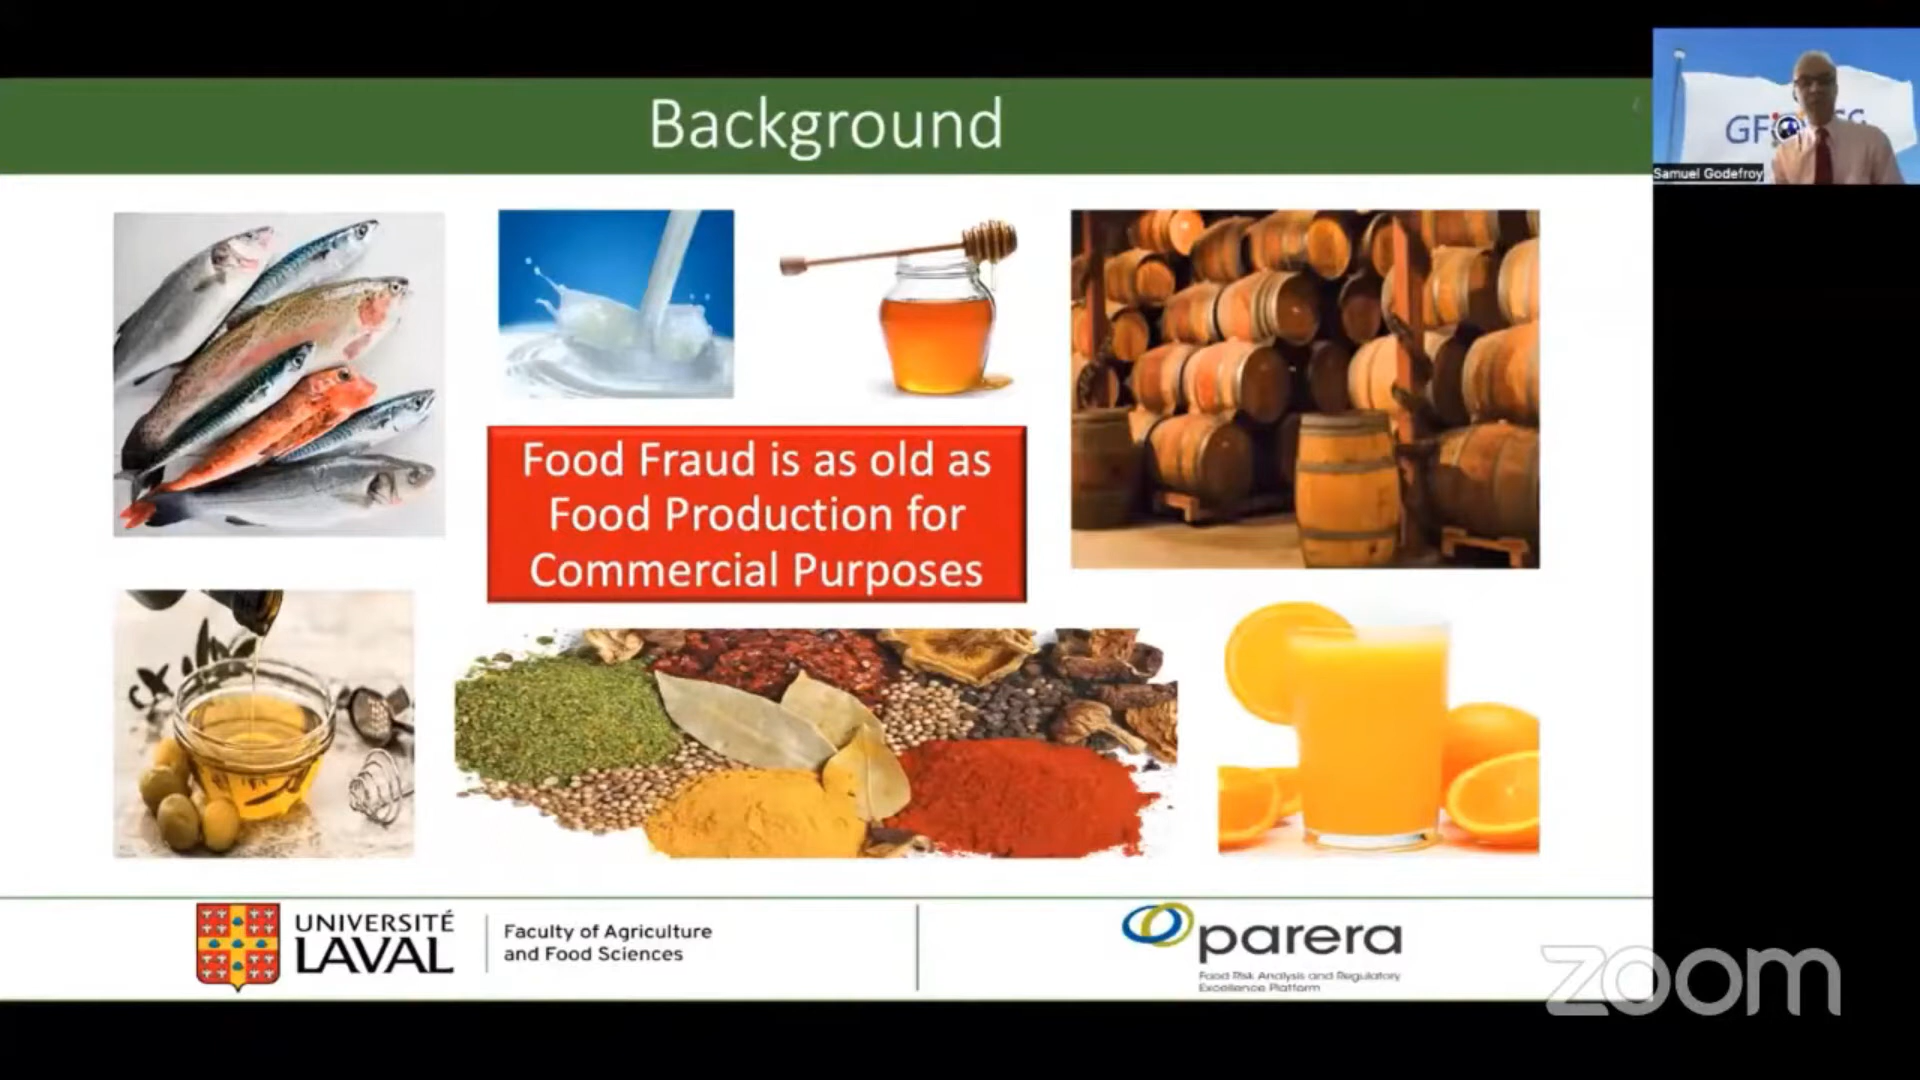 Background
Samuel Godefroy
Food Fraud is as old as
Food Production for
Commercial Purposes
UNIVERSITÉ
LAVAL
Faculty of Agriculture
and Food Sciences
parera
Food Risk Analysis and Regulatory
Excellence Platform
zoom